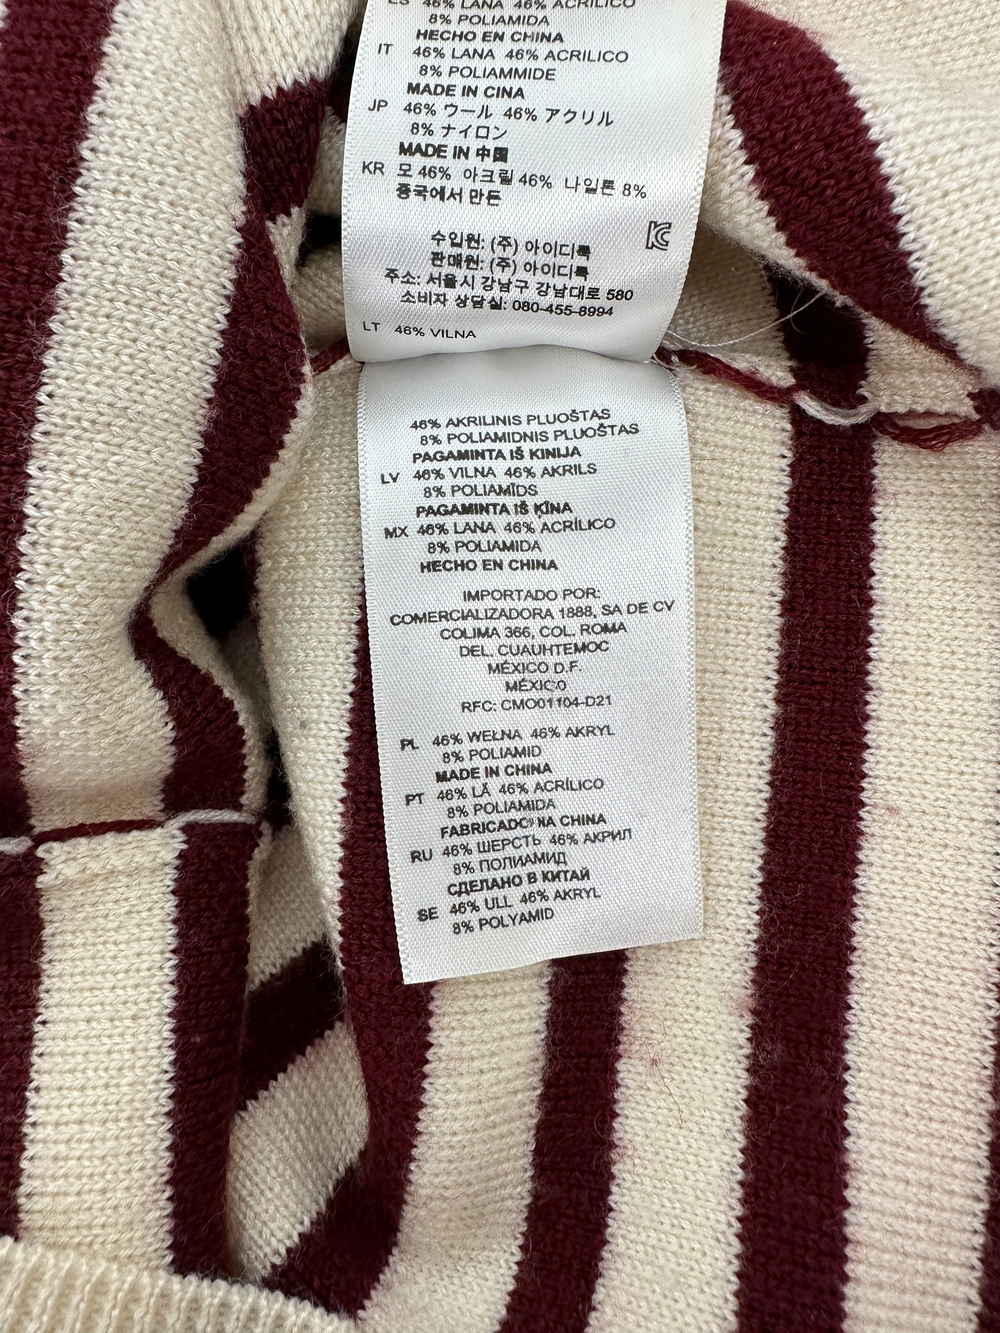 ES 46% LANA 46% ACRÍLICO
8% POLIAMIDA
HECHO EN CHINA
IT 46% LANA 46% ACRILICO
8% POLIAMMIDE
MADE IN CINA
JP 46% ウール 46% アクリル
8% ナイロン
MADE IN 中国
KR 모 46% 아크릴 46% 나일론 8%
중국에서 만든
수입원: (주) 아이디룩
판매원: (주) 아이디룩
주소: 서울시 강남구 강남대로 580
소비자 상담실: 080-455-8994
LT 46% VILNA
46% AKRILINIS PLUOŠTAS
8% POLIAMIDNIS PLUOŠTAS
PAGAMINTA IŠ KINIJA
LV 46% VILNA 46% AKRILS
8% POLIAMĪDS
PAGAMINTA IŠ ĶĪNA
MX 46% LANA 46% ACRÍLICO
8% POLIAMIDA
HECHO EN CHINA
IMPORTADO POR:
COMERCIALIZADORA 1888, SA DE CV
COLIMA 366, COL. ROMA
DEL. CUAUHTEMOC
MÉXICO D.F.
MÉXICO
RFC: CMO01104-D21
PL 46% WEŁNA 46% AKRYL
8% POLIAMID
MADE IN CHINA
PT 46% LÃ 46% ACRÍLICO
8% POLIAMIDA
FABRICADO NA CHINA
RU 46% ШЕРСТЬ 46% АКРИЛ
8% ПОЛИАМИД
СДЕЛАНО В КИТАЙ
SE 46% ULL 46% AKRYL
8% POLYAMID